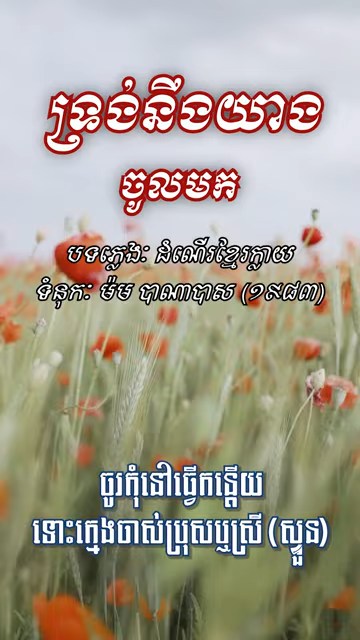 ទ្រង់នឹងយាង
ចូលមក
បទភ្លេង: ដំណើរខ្មែរក្លាយ
ទំនុក: ម៉ម បាណាបាស (១៩៨៣)
ចូរកុំនៅធ្វើកន្តើយ
ទោះក្មេងចាស់ប្រុសឬស្រី (ស្ទួន)